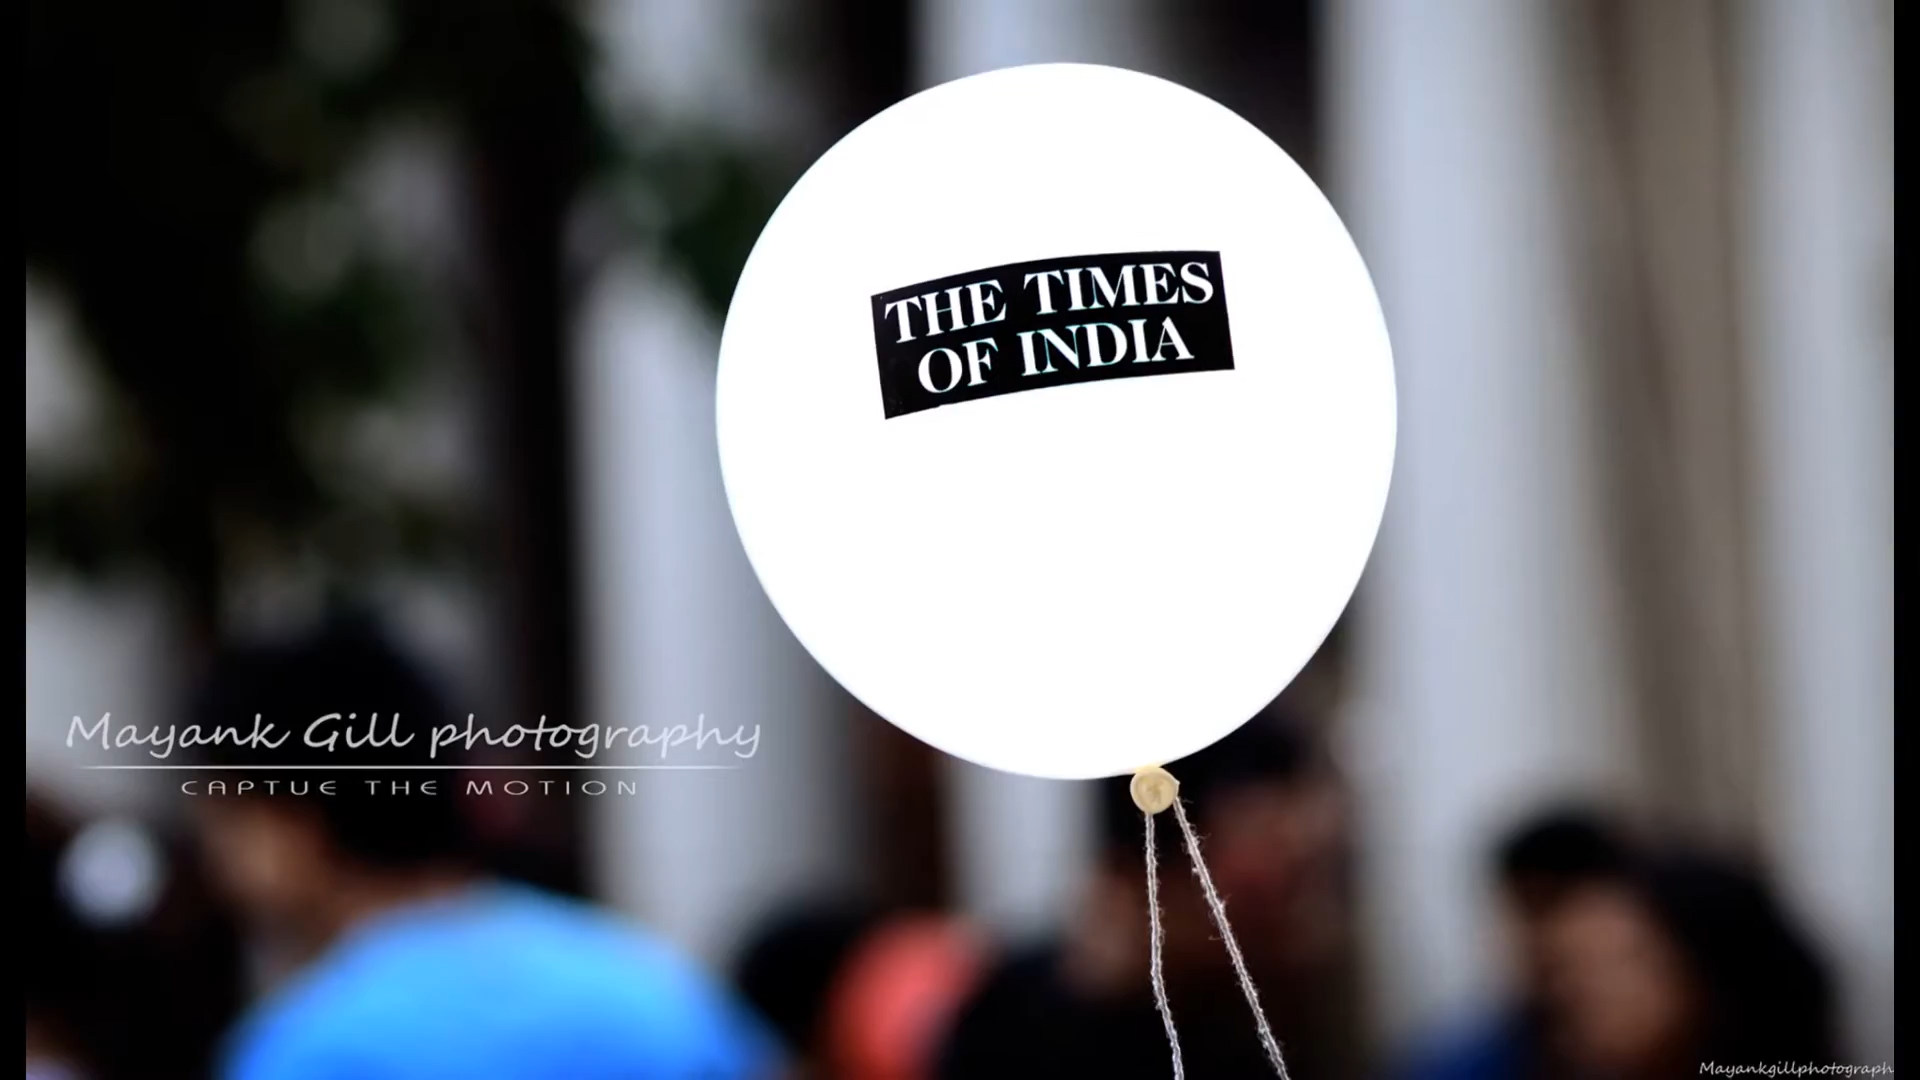 THE TIMES
OF INDIA
Mayank Gill photography
CAPTUE THE MOTION
Mayankgillphotograph